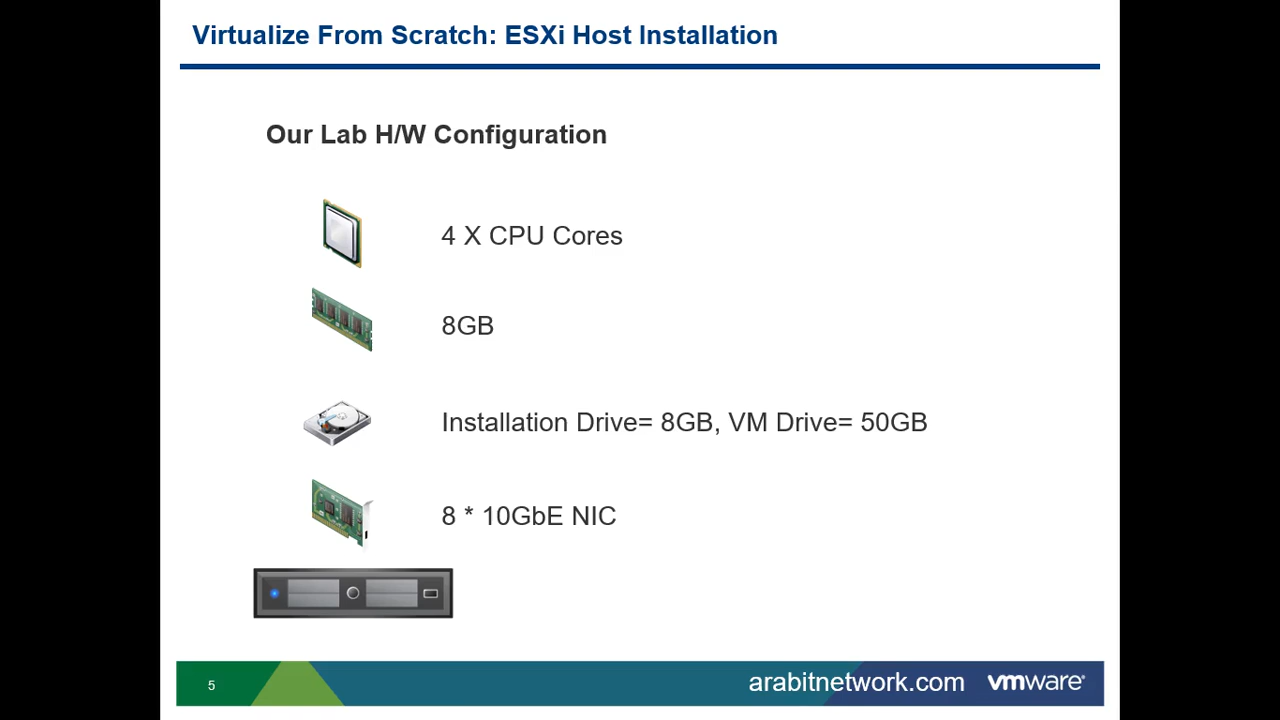 Virtualize From Scratch: ESXi Host Installation
Our Lab H/W Configuration
4 X CPU Cores
8GB
Installation Drive= 8GB, VM Drive= 50GB
8 * 10GbE NIC
5
arabitnetwork.com
vmware®